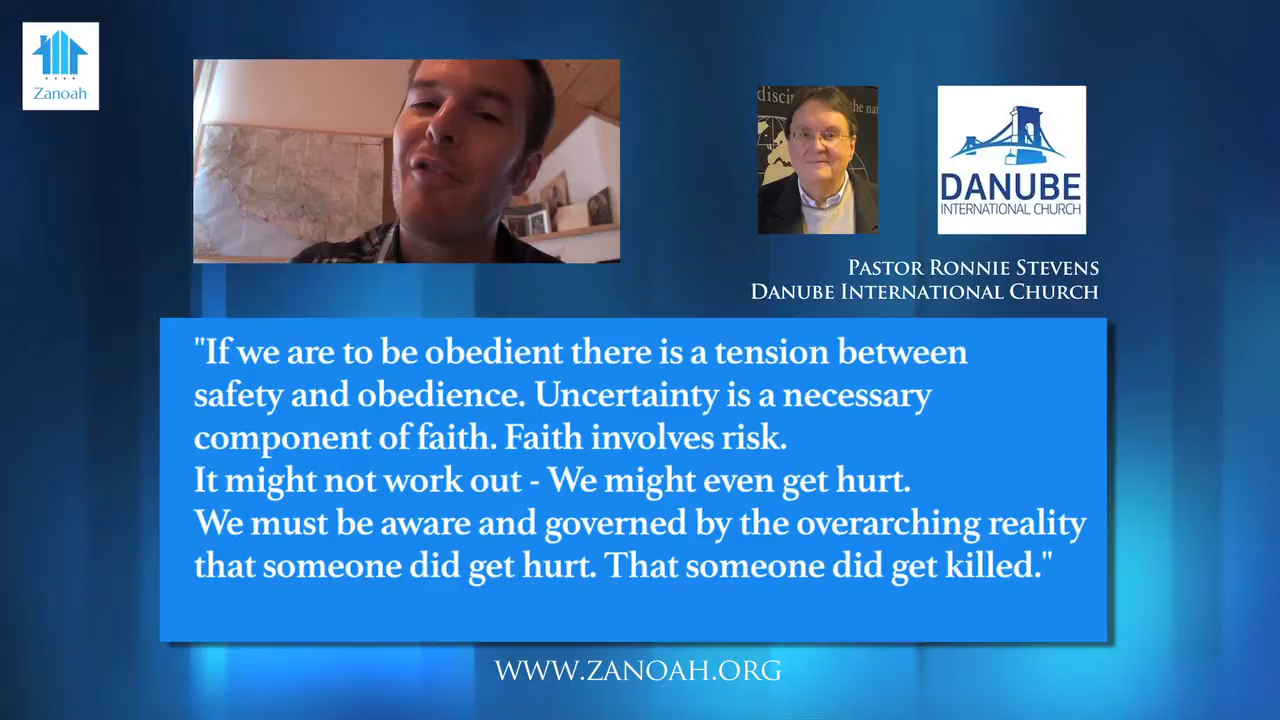 Zanoah
discip
the na
DANUBE
INTERNATIONAL CHURCH
PASTOR RONNIE STEVENS
DANUBE INTERNATIONAL CHURCH
"If we are to be obedient there is a tension between
safety and obedience. Uncertainty is a necessary
component of faith. Faith involves risk.
It might not work out - We might even get hurt.
We must be aware and governed by the overarching reality
that someone did get hurt. That someone did get killed."
WWW.ZANOAH.ORG